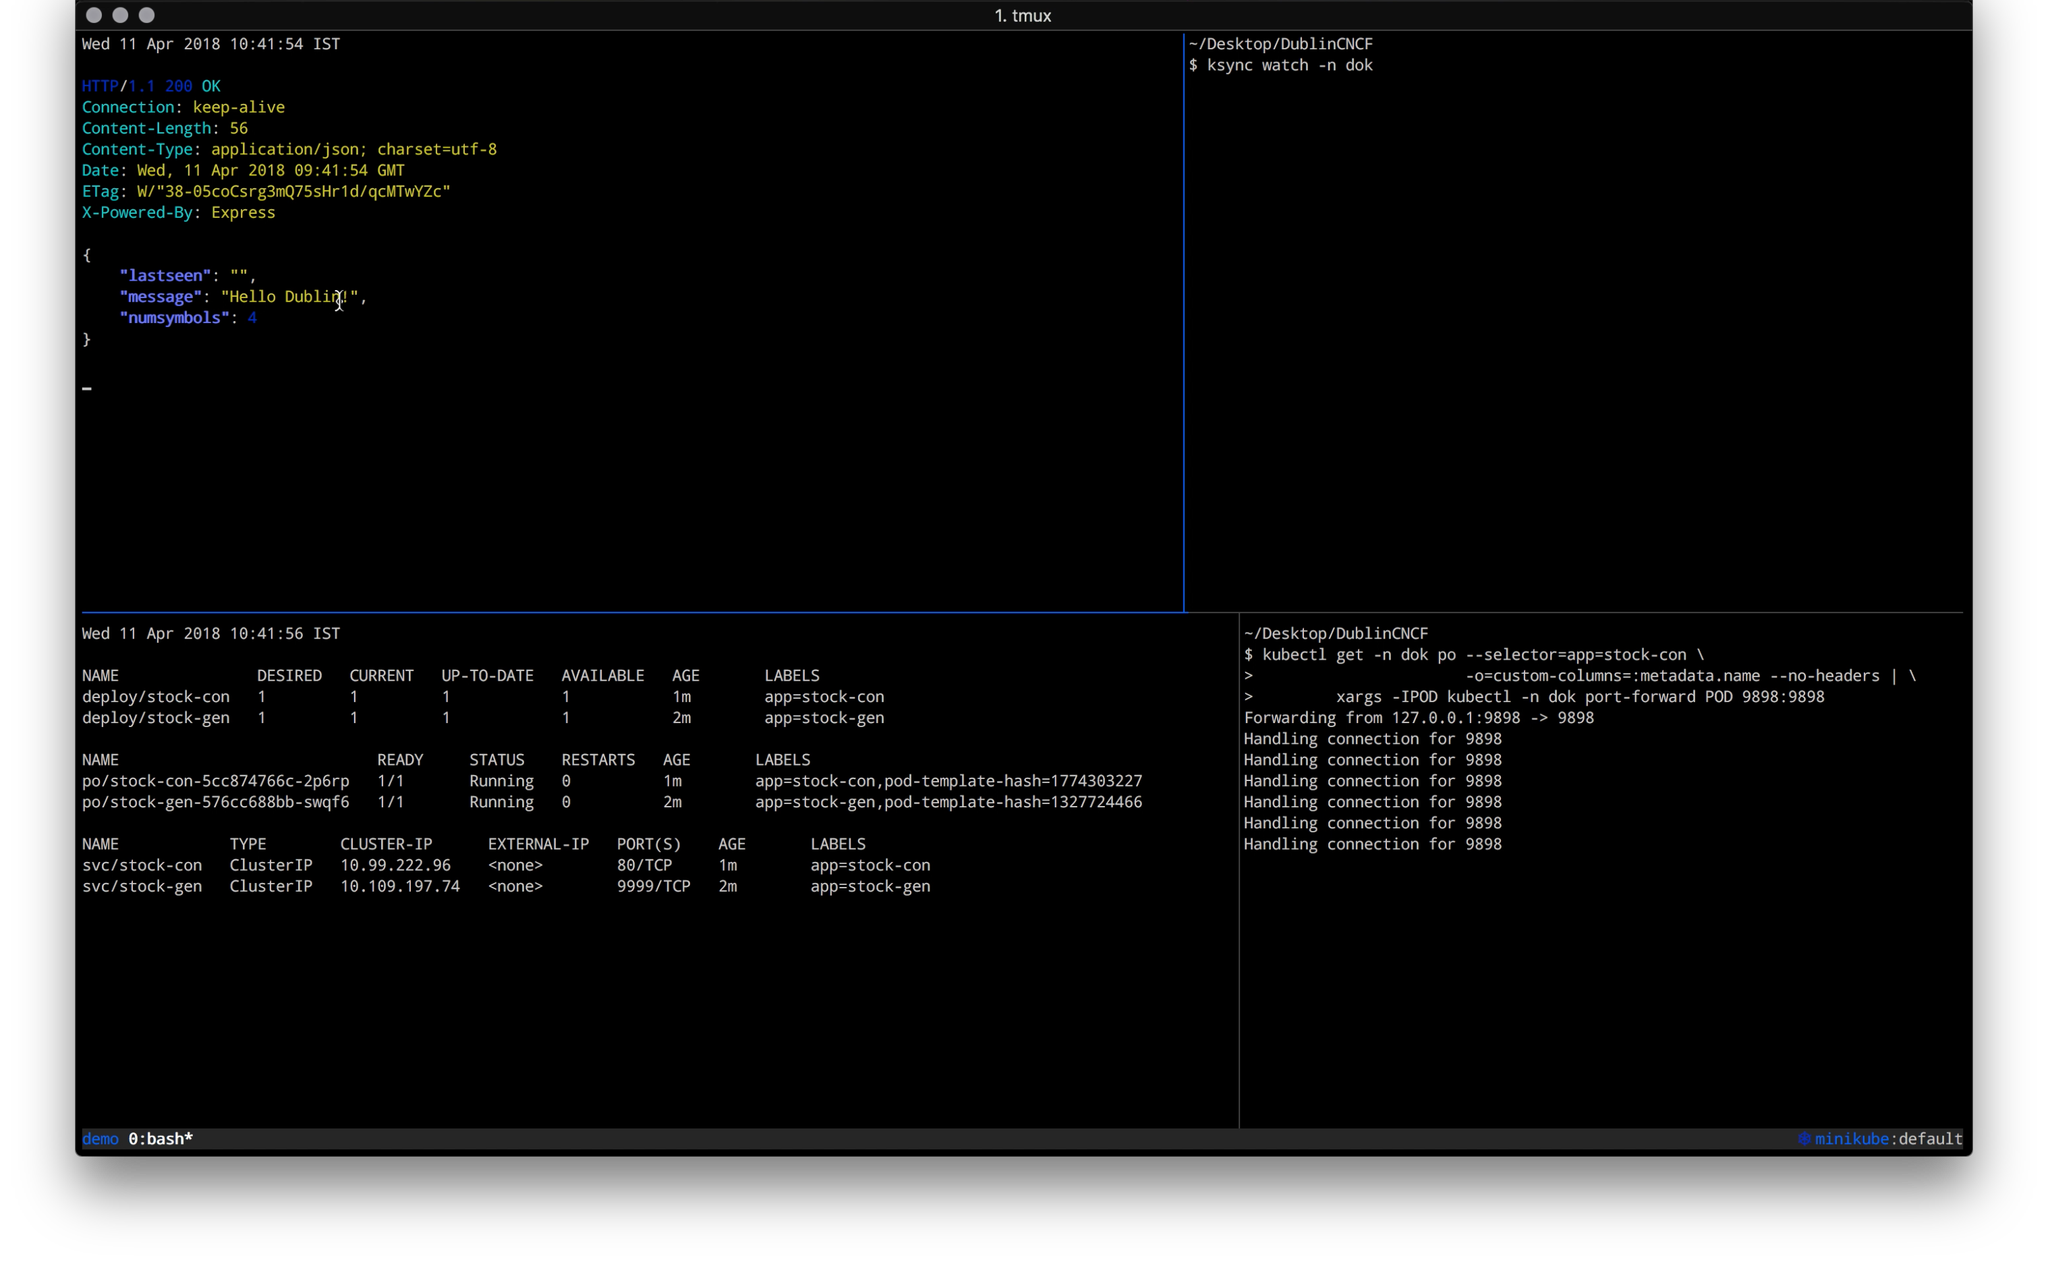 1. tmux
Wed 11 Apr 2018 10:41:54 IST
HTTP/1.1 200 OK
Connection: keep-alive
Content-Length: 56
Content-Type: application/json; charset=utf-8
Date: Wed, 11 Apr 2018 09:41:54 GMT
ETag: W/"38-05coCsrg3mQ75sHr1d/qcMTwYZc"
X-Powered-By: Express
{
    "lastseen": "",
    "message": "Hello Dublin!",
    "numsymbols": 4
}
~/Desktop/DublinCNCF
$ ksync watch -n dok
Wed 11 Apr 2018 10:41:56 IST
NAME DESIRED CURRENT UP-TO-DATE AVAILABLE AGE LABELS
deploy/stock-con 1 1 1 1 1m app=stock-con
deploy/stock-gen 1 1 1 1 2m app=stock-gen
NAME READY STATUS RESTARTS AGE LABELS
po/stock-con-5cc874766c-2p6rp 1/1 Running 0 1m app=stock-con,pod-template-hash=1774303227
po/stock-gen-576cc688bb-swqf6 1/1 Running 0 2m app=stock-gen,pod-template-hash=1327724466
NAME TYPE CLUSTER-IP EXTERNAL-IP PORT(S) AGE LABELS
svc/stock-con ClusterIP 10.99.222.96 <none> 80/TCP 1m app=stock-con
svc/stock-gen ClusterIP 10.109.197.74 <none> 9999/TCP 2m app=stock-gen
~/Desktop/DublinCNCF
$ kubectl get -n dok po --selector=app=stock-con \
> -o=custom-columns=:metadata.name --no-headers | \
> xargs -IPOD kubectl -n dok port-forward POD 9898:9898
Forwarding from 127.0.0.1:9898 -> 9898
Handling connection for 9898
Handling connection for 9898
Handling connection for 9898
Handling connection for 9898
Handling connection for 9898
Handling connection for 9898
demo 0:bash*
minikube:default